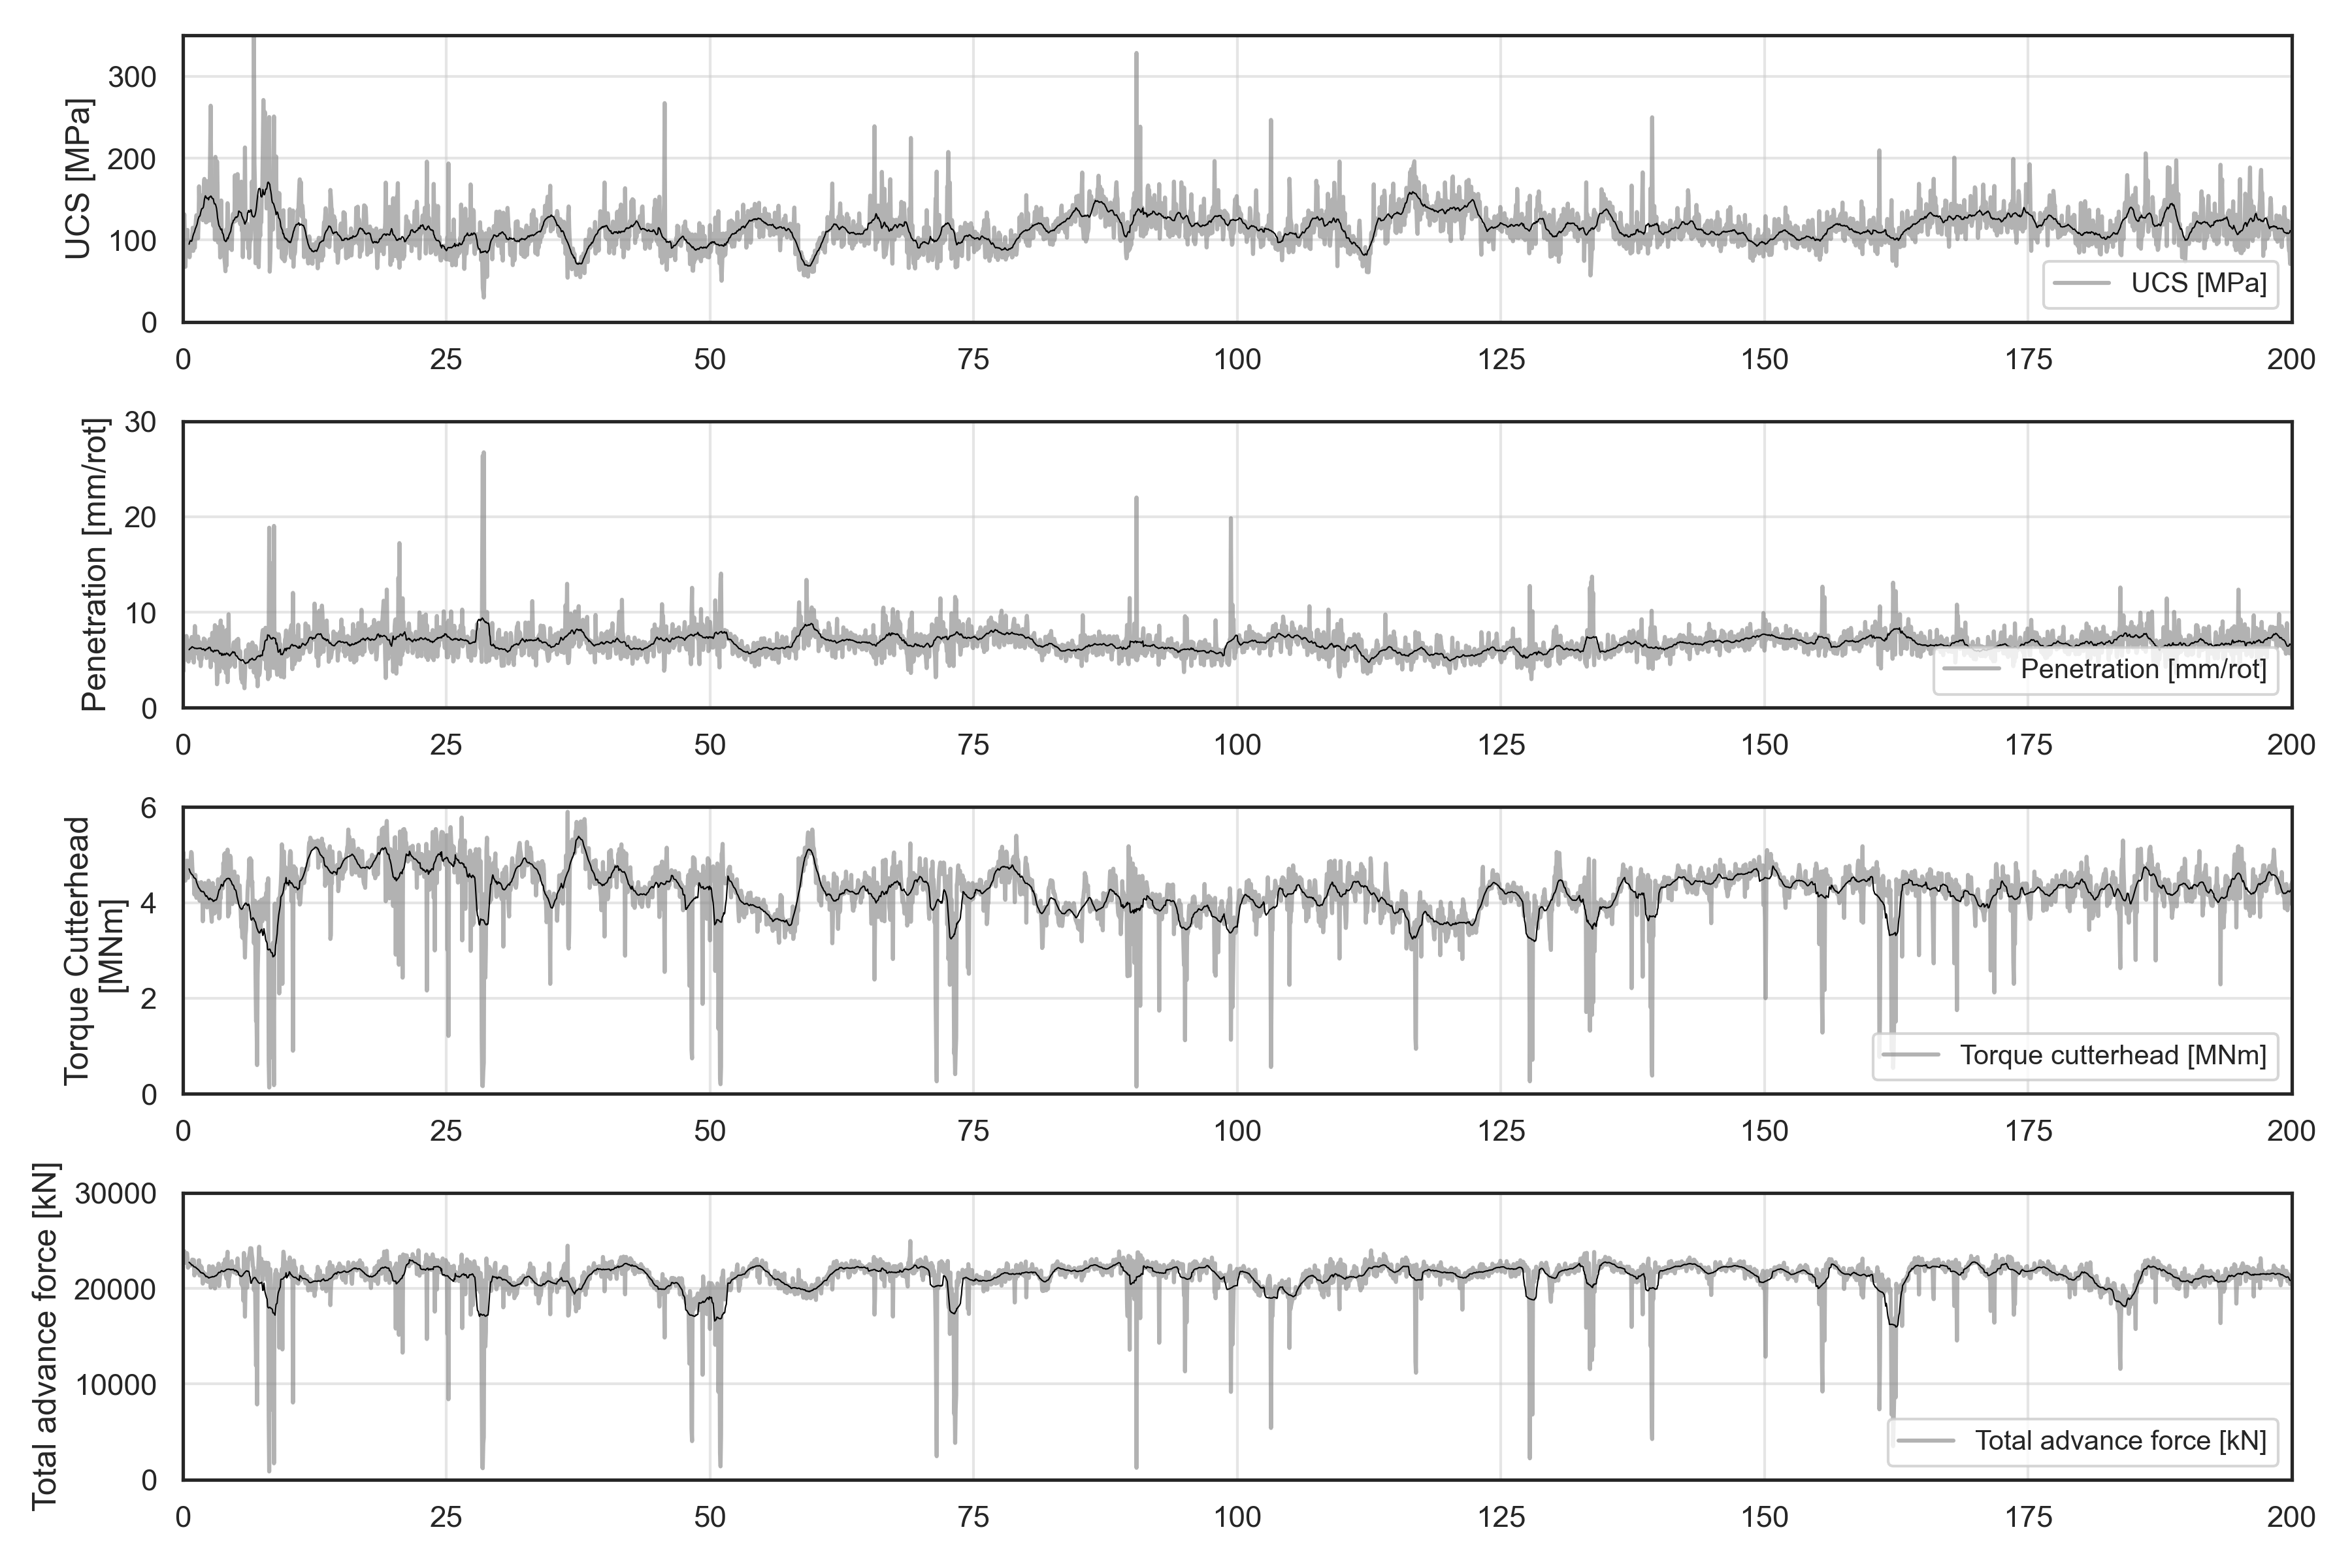 UCS [MPa]
300
200
100
0
UCS [MPa]
0 25 50 75 100 125 150 175 200
Penetration [mm/rot]
30
20
10
0
Penetration [mm/rot]
0 25 50 75 100 125 150 175 200
Torque Cutterhead
[MNm]
6
4
2
0
Torque cutterhead [MNm]
0 25 50 75 100 125 150 175 200
Total advance force [kN]
30000
20000
10000
0
Total advance force [kN]
0 25 50 75 100 125 150 175 200